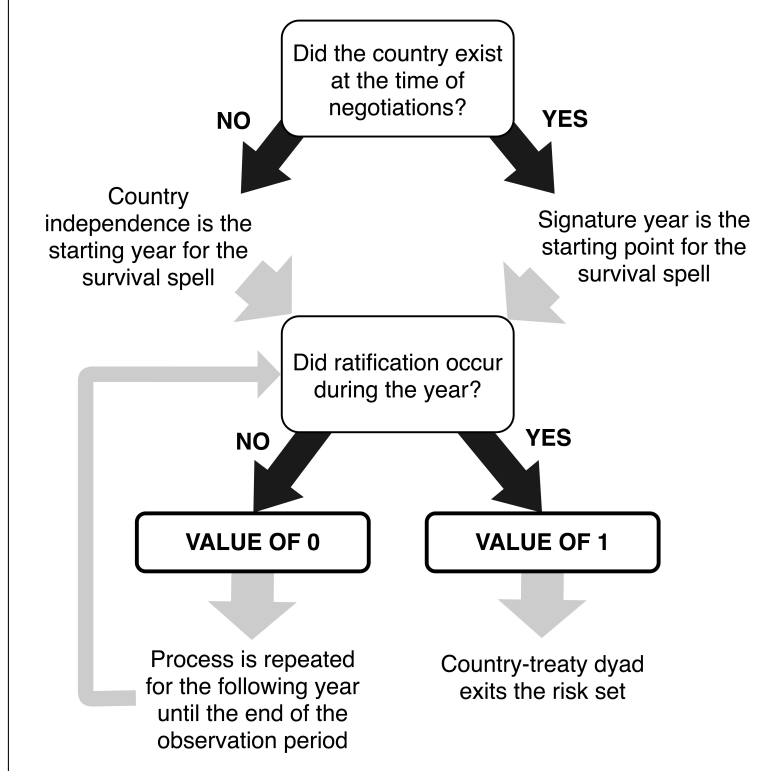 Did the country exist
at the time of
negotiations?
NO
YES
Country
independence is the
starting year for the
survival spell
Signature year is the
starting point for the
survival spell
Did ratification occur
during the year?
NO
YES
VALUE OF 0
VALUE OF 1
Process is repeated
for the following year
until the end of the
observation period
Country-treaty dyad
exits the risk set